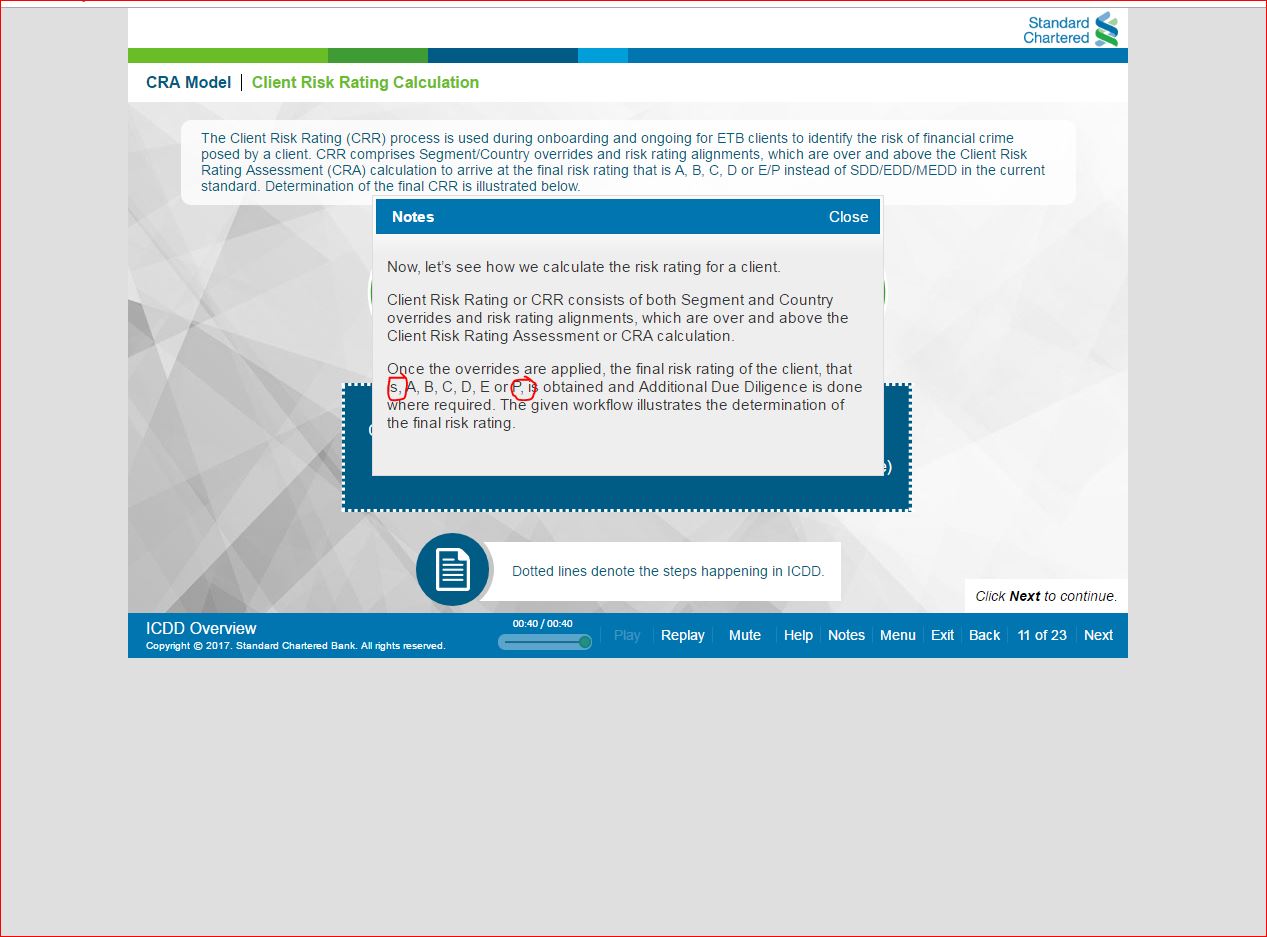 Standard
Chartered
CRA Model | Client Risk Rating Calculation
The Client Risk Rating (CRR) process is used during onboarding and ongoing for ETB clients to identify the risk of financial crime
posed by a client. CRR comprises Segment/Country overrides and risk rating alignments, which are over and above the Client Risk
Rating Assessment (CRA) calculation to arrive at the final risk rating that is A, B, C, D or E/P instead of SDD/EDD/MEDD in the current
standard. Determination of the final CRR is illustrated below.
Notes Close
Now, let's see how we calculate the risk rating for a client.
Client Risk Rating or CRR consists of both Segment and Country
overrides and risk rating alignments, which are over and above the
Client Risk Rating Assessment or CRA calculation.
Once the overrides are applied, the final risk rating of the client, that
is, A, B, C, D, E or P, is obtained and Additional Due Diligence is done
where required. The given workflow illustrates the determination of
the final risk rating.
Dotted lines denote the steps happening in ICDD.
Click Next to continue.
ICDD Overview
Copyright © 2017. Standard Chartered Bank. All rights reserved.
00:40 / 00:40
Play Replay Mute Help Notes Menu Exit Back 11 of 23 Next